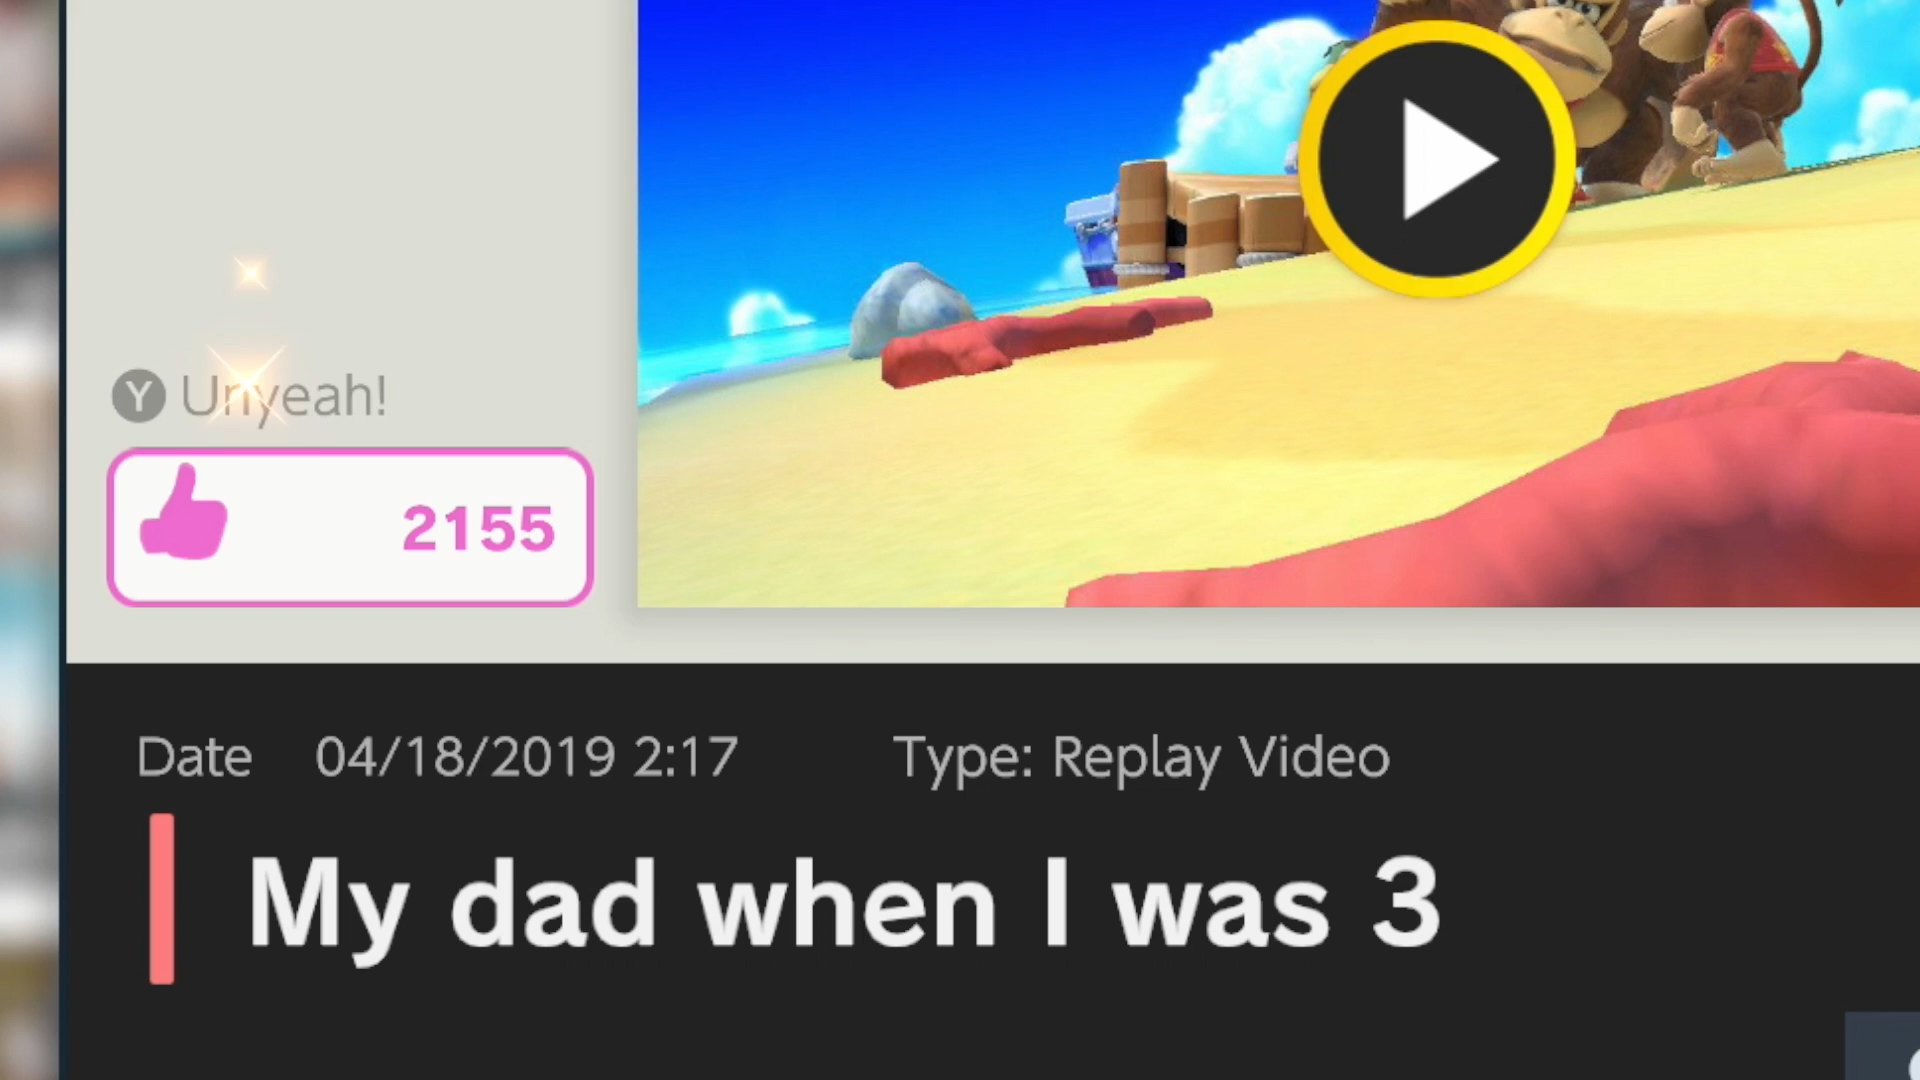 Y Unyeah!
2155
Date 04/18/2019 2:17 Type: Replay Video
My dad when I was 3